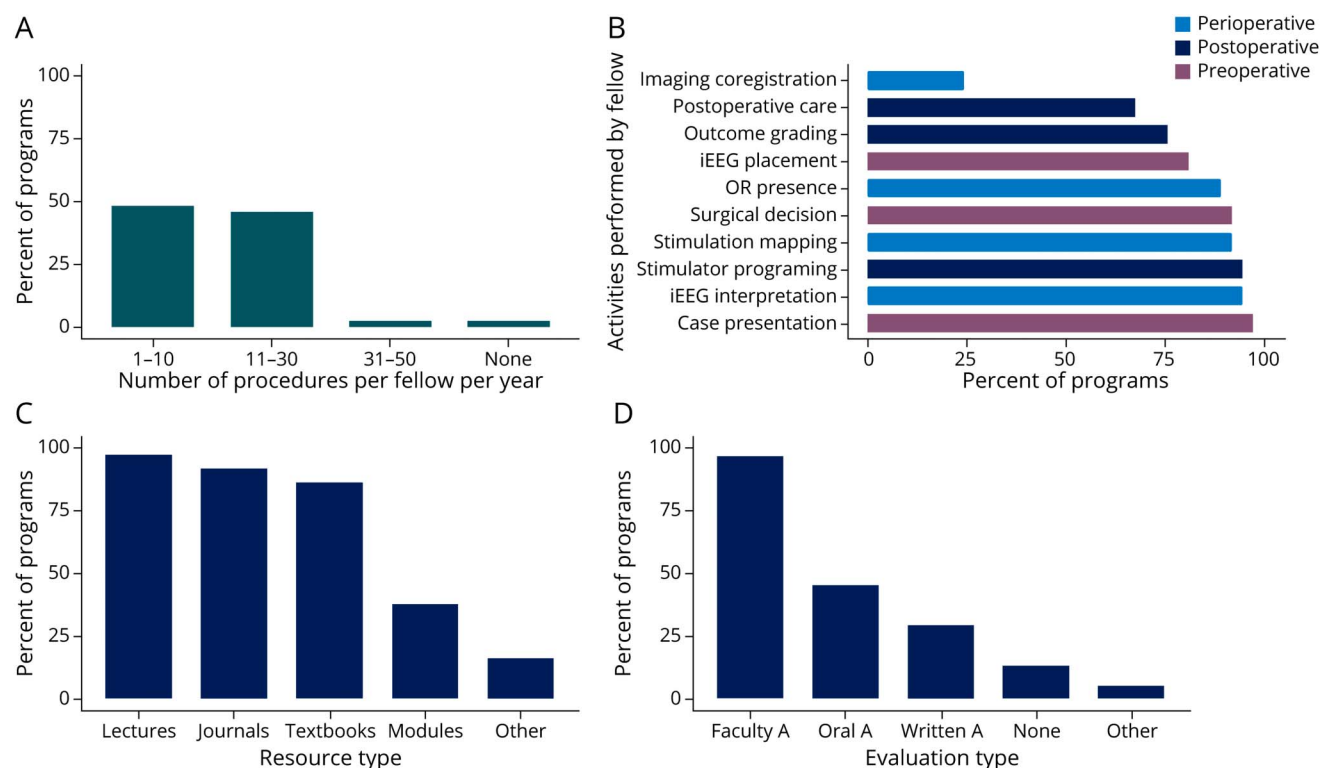 A
Percent of programs
100
75
50
25
0
1–10 11–30 31–50 None
Number of procedures per fellow per year
B
Perioperative
Postoperative
Preoperative
Activities performed by fellow
Imaging coregistration
Postoperative care
Outcome grading
iEEG placement
OR presence
Surgical decision
Stimulation mapping
Stimulator programing
iEEG interpretation
Case presentation
0 25 50 75 100
Percent of programs
C
Percent of programs
100
75
50
25
0
Lectures Journals Textbooks Modules Other
Resource type
D
Percent of programs
100
75
50
25
0
Faculty A Oral A Written A None Other
Evaluation type